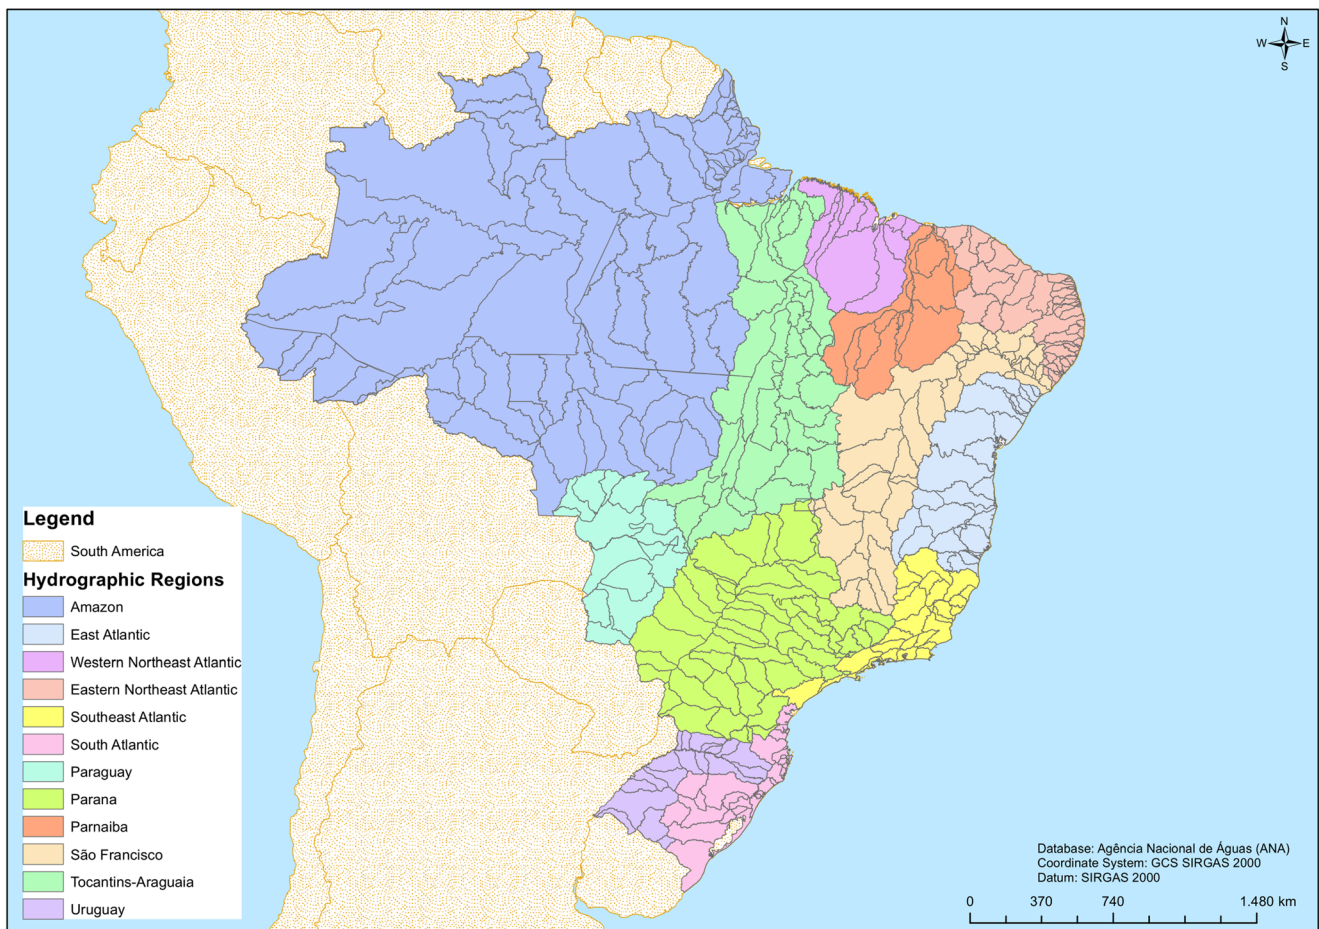 N
W E
S
Legend
South America
Hydrographic Regions
Amazon
East Atlantic
Western Northeast Atlantic
Eastern Northeast Atlantic
Southeast Atlantic
South Atlantic
Paraguay
Parana
Parnaiba
São Francisco
Tocantins-Araguaia
Uruguay
Database: Agência Nacional de Águas (ANA)
Coordinate System: GCS SIRGAS 2000
Datum: SIRGAS 2000
0 370 740 1.480 km